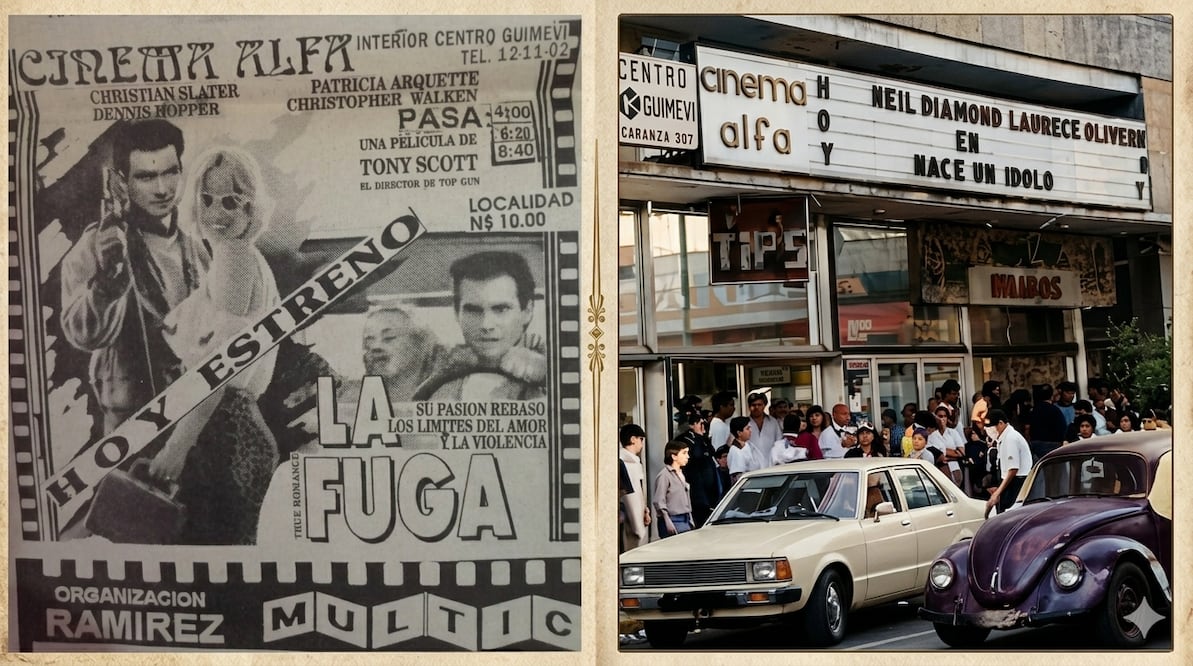 CINEMA ALFA
INTERIOR CENTRO GUIMEVI
TEL. 12-11-02
CHRISTIAN SLATER
DENNIS HOPPER
PATRICIA ARQUETTE
CHRISTOPHER WALKEN
PASA: 4:00
6:20
8:40
UNA PELICULA DE
TONY SCOTT
EL DIRECTOR DE TOP GUN
LOCALIDAD
N$ 10.00
HOY ESTRENO
LA
FUGA
SU PASION REBASO
LOS LIMITES DEL AMOR
Y LA VIOLENCIA
THUE ROMANCE
ORGANIZACION
RAMIREZ
MULTIC
CENTRO
GUIMEVI
CARANZA 307
cinema
alfa
HOY
NEIL DIAMOND LAURECE OLIVERN
EN
NACE UN IDOLO
TIPS